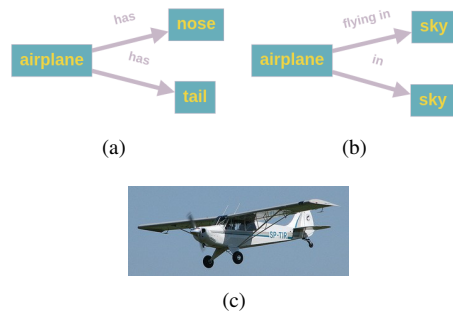 has
nose
airplane
has
tail
(a)
flying in
sky
airplane
in
sky
(b)
SP-TIR
(c)